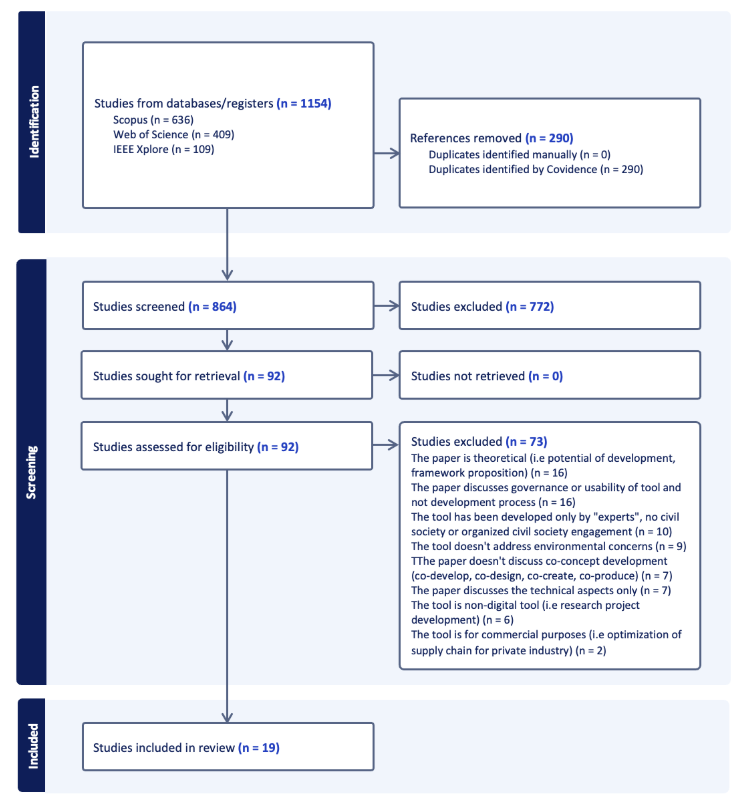 Identification
Studies from databases/registers (n = 1154)
Scopus (n = 636)
Web of Science (n = 409)
IEEE Xplore (n = 109)
References removed (n = 290)
Duplicates identified manually (n = 0)
Duplicates identified by Covidence (n = 290)
Screening
Studies screened (n = 864)
Studies excluded (n = 772)
Studies sought for retrieval (n = 92)
Studies not retrieved (n = 0)
Studies assessed for eligibility (n = 92)
Studies excluded (n = 73)
The paper is theoretical (i.e potential of development,
framework proposition) (n = 16)
The paper discusses governance or usability of tool and
not development process (n = 16)
The tool has been developed only by "experts", no civil
society or organized civil society engagement (n = 10)
The tool doesn't address environmental concerns (n = 9)
TThe paper doesn't discuss co-concept development
(co-develop, co-design, co-create, co-produce) (n = 7)
The paper discusses the technical aspects only (n = 7)
The tool is non-digital tool (i.e research project
development) (n = 6)
The tool is for commercial purposes (i.e optimization of
supply chain for private industry) (n = 2)
Included
Studies included in review (n = 19)